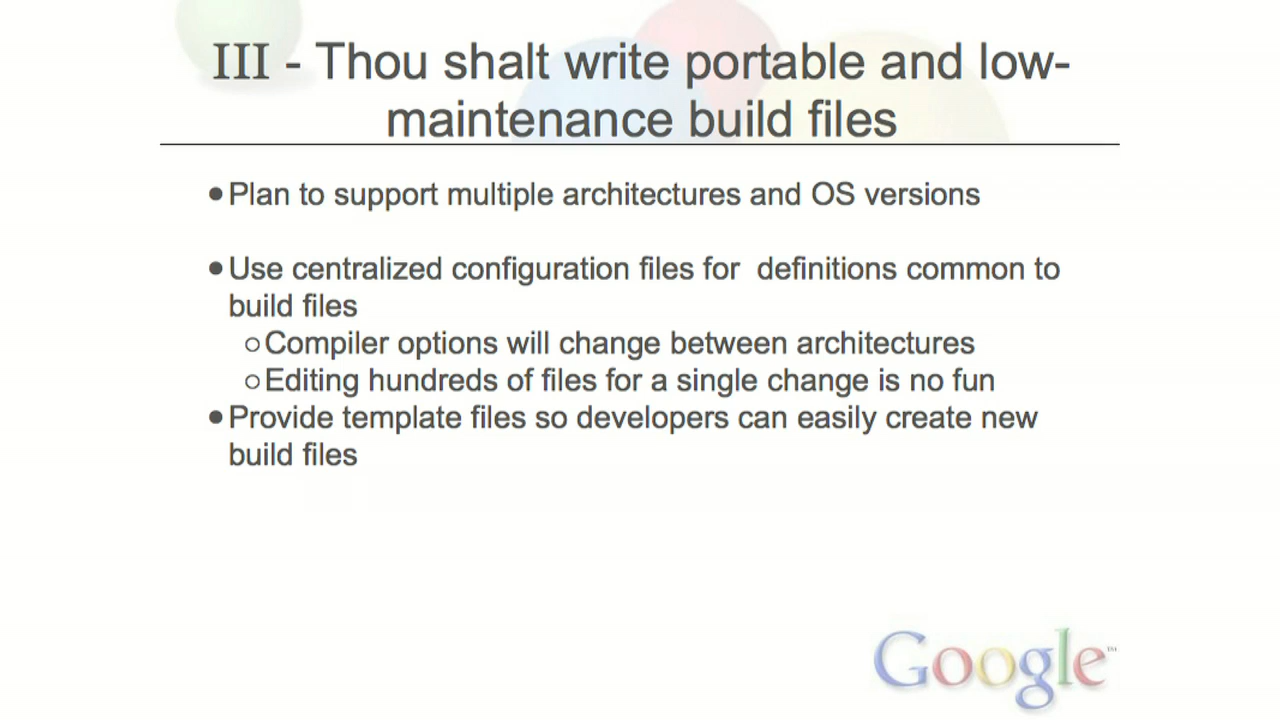 III - Thou shalt write portable and low-
maintenance build files
●Plan to support multiple architectures and OS versions
●Use centralized configuration files for  definitions common to
build files
○Compiler options will change between architectures
○Editing hundreds of files for a single change is no fun
●Provide template files so developers can easily create new
build files
Google™